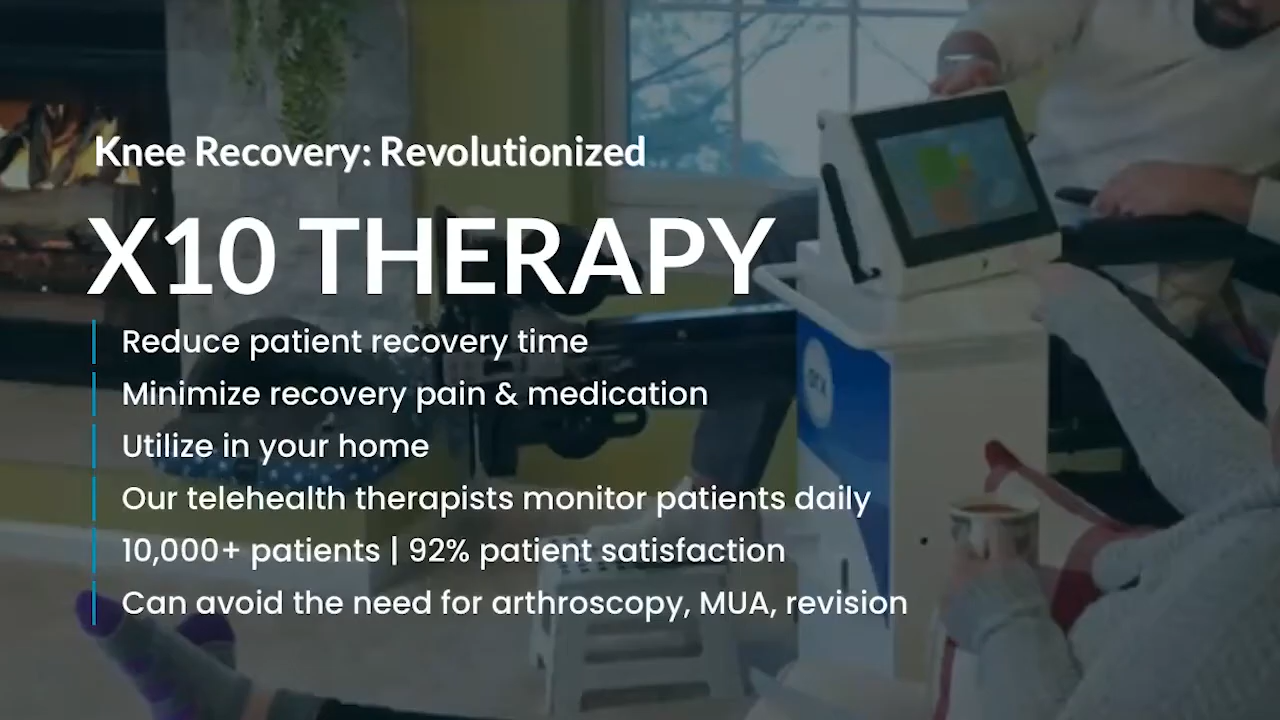 Knee Recovery: Revolutionized
X10 THERAPY
Reduce patient recovery time
Minimize recovery pain & medication
Utilize in your home
Our telehealth therapists monitor patients daily
10,000+ patients | 92% patient satisfaction
Can avoid the need for arthroscopy, MUA, revision